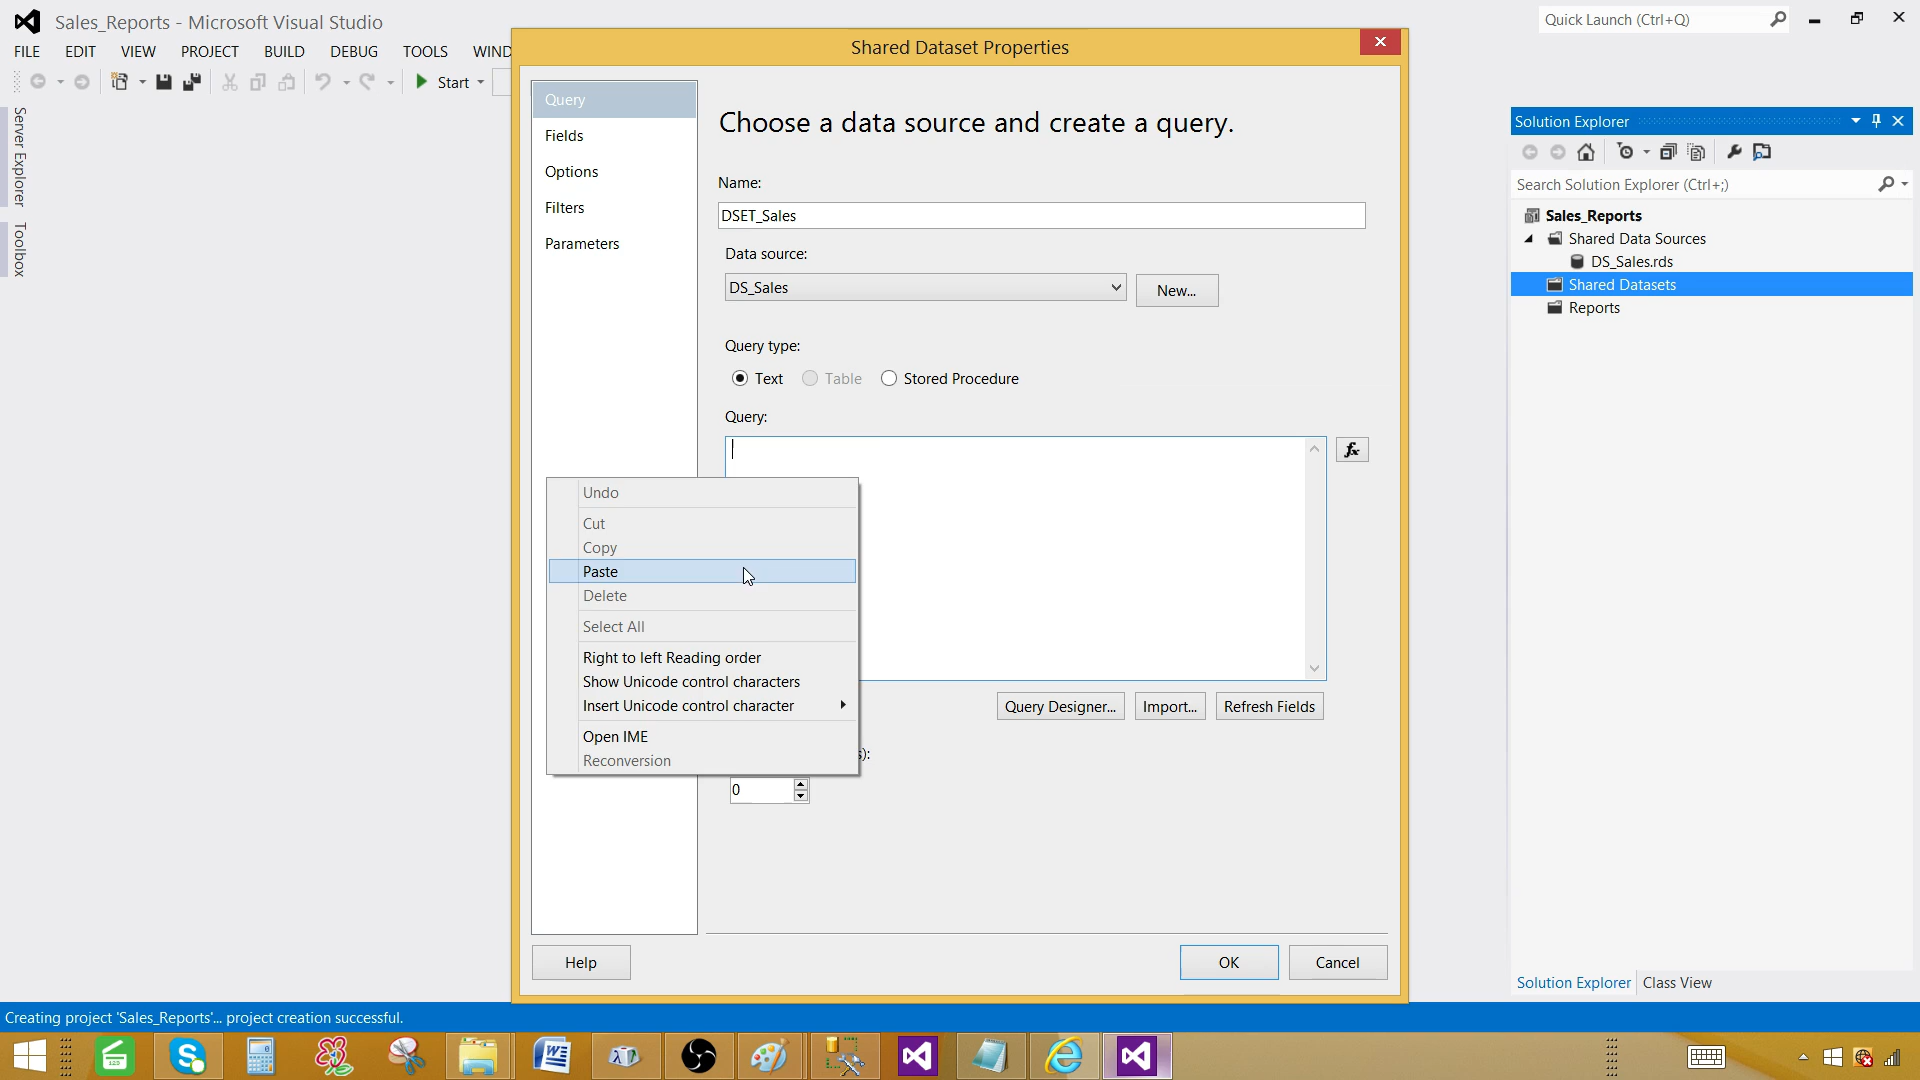 Sales_Reports - Microsoft Visual Studio
Quick Launch (Ctrl+Q)
FILE EDIT VIEW PROJECT BUILD DEBUG TOOLS WIND
Start
Server Explorer
Toolbox
Shared Dataset Properties
Query
Fields
Options
Filters
Parameters
Choose a data source and create a query.
Name:
DSET_Sales
Data source:
DS_Sales
New...
Query type:
Text Table Stored Procedure
Query:
fx
Undo
Cut
Copy
Paste
Delete
Select All
Right to left Reading order
Show Unicode control characters
Insert Unicode control character
Open IME
Reconversion
Query Designer... Import... Refresh Fields
s):
0
Help OK Cancel
Solution Explorer
Search Solution Explorer (Ctrl+;)
Sales_Reports
Shared Data Sources
DS_Sales.rds
Shared Datasets
Reports
Solution Explorer Class View
Creating project 'Sales_Reports'... project creation successful.